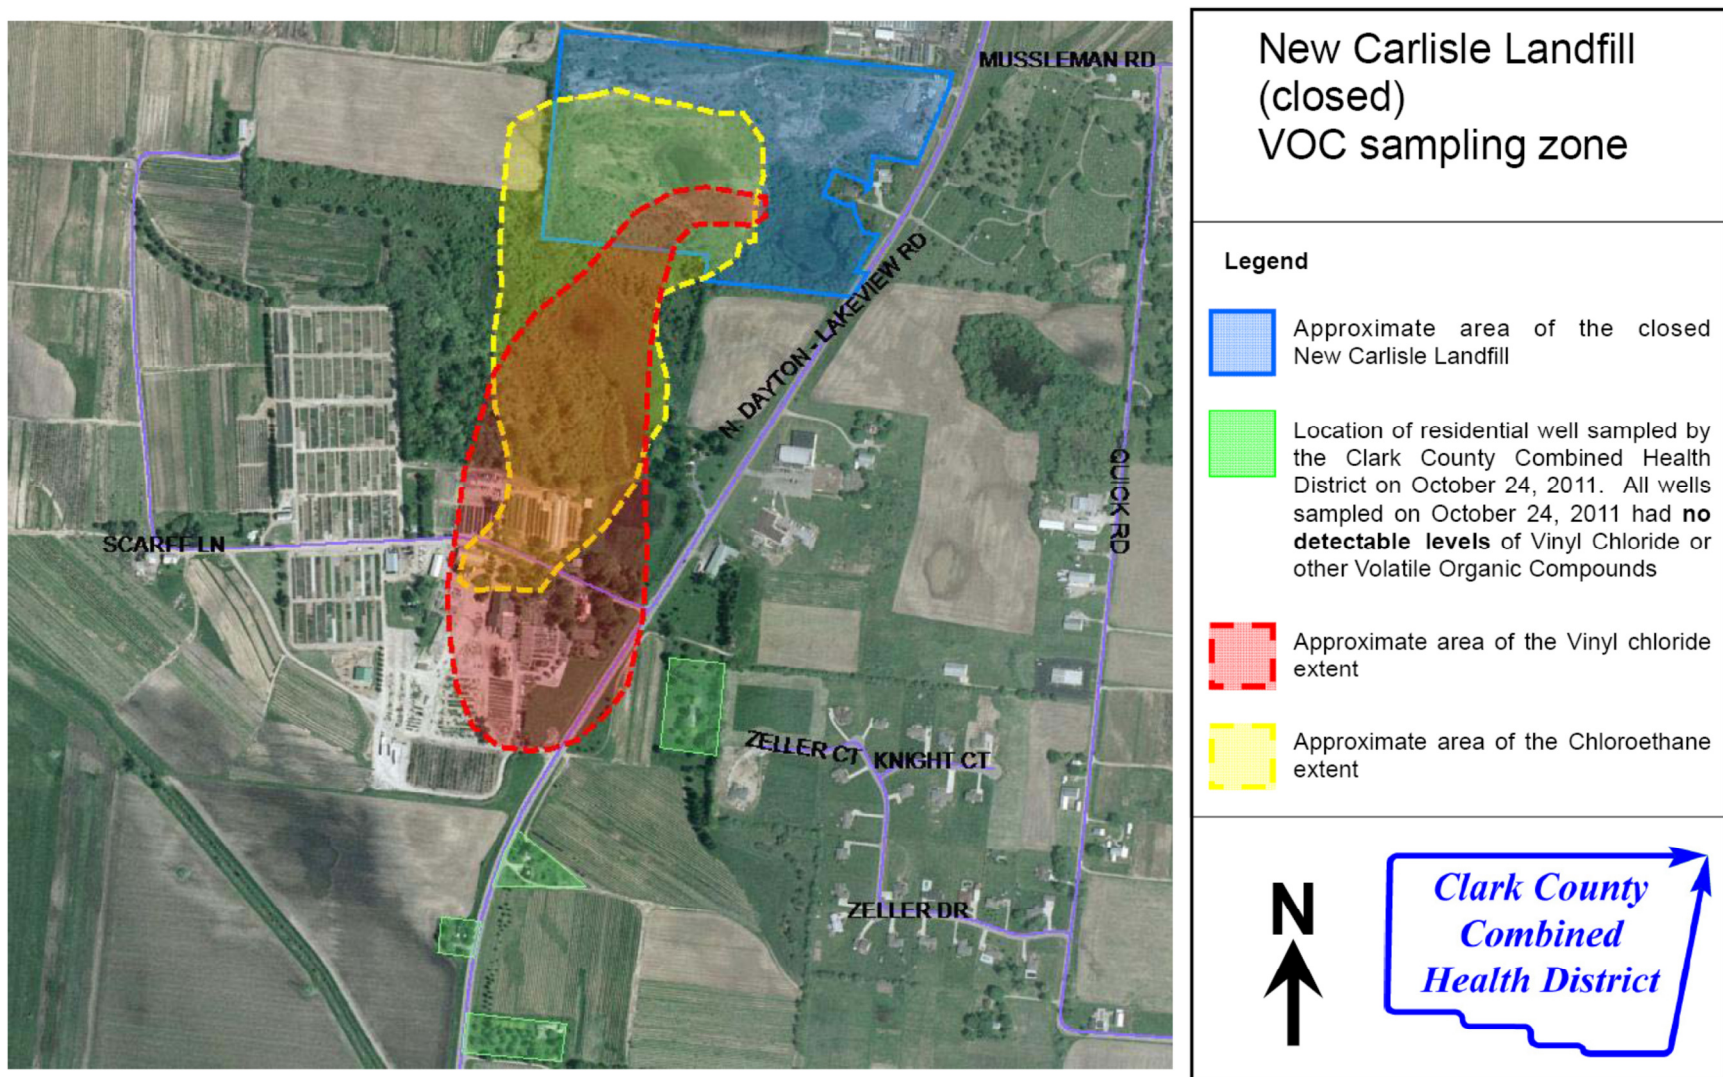 MUSSLEMAN RD
N. DAYTON - LAKEVIEW RD
QUICK RD
SCARFF LN
ZELLER CT
KNIGHT CT
ZELLER DR
New Carlisle Landfill
(closed)
VOC sampling zone
Legend
Approximate area of the closed
New Carlisle Landfill
Location of residential well sampled by
the Clark County Combined Health
District on October 24, 2011. All wells
sampled on October 24, 2011 had no
detectable levels of Vinyl Chloride or
other Volatile Organic Compounds
Approximate area of the Vinyl chloride
extent
Approximate area of the Chloroethane
extent
N
Clark County
Combined
Health District